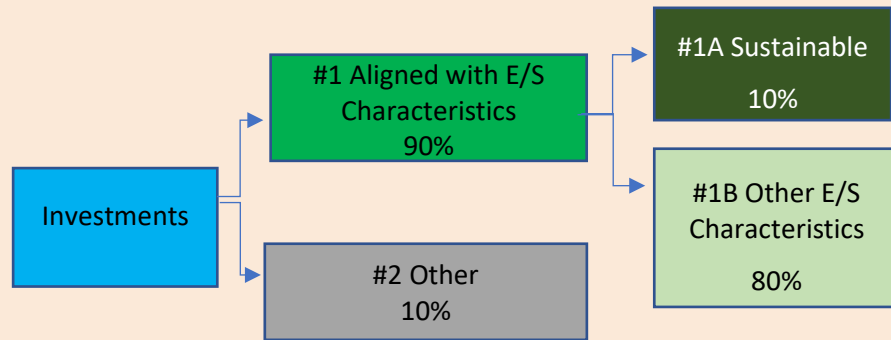 Investments
#1 Aligned with E/S
Characteristics
90%
#2 Other
10%
#1A Sustainable
10%
#1B Other E/S
Characteristics
80%